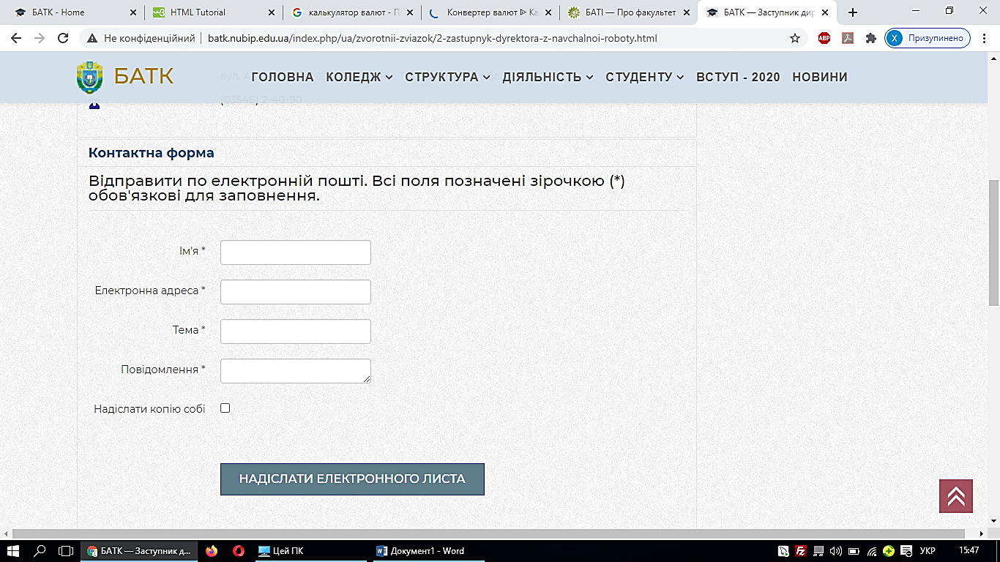 БАТК - Home
HTML Tutorial
калькулятор валют - П
Конвертер валют ᐈ Ка
БАТІ — Про факультет
БАТК — Заступник дир
Не конфіденційний
batk.nubip.edu.ua/index.php/ua/zvorotnii-zviazok/2-zastupnyk-dyrektora-z-navchalnoi-roboty.html
ABP
X
Призупинено
БАТК
ГОЛОВНА КОЛЕДЖ СТРУКТУРА ДІЯЛЬНІСТЬ СТУДЕНТУ ВСТУП - 2020 НОВИНИ
(03548) 2-40-90
Контактна форма
Відправити по електронній пошті. Всі поля позначені зірочкою (*)
обов'язкові для заповнення.
Ім'я *
Електронна адреса *
Тема *
Повідомлення *
Надіслати копію собі
НАДІСЛАТИ ЕЛЕКТРОННОГО ЛИСТА
БАТК — Заступник д...
Цей ПК
Документ1 - Word
УКР
15:47